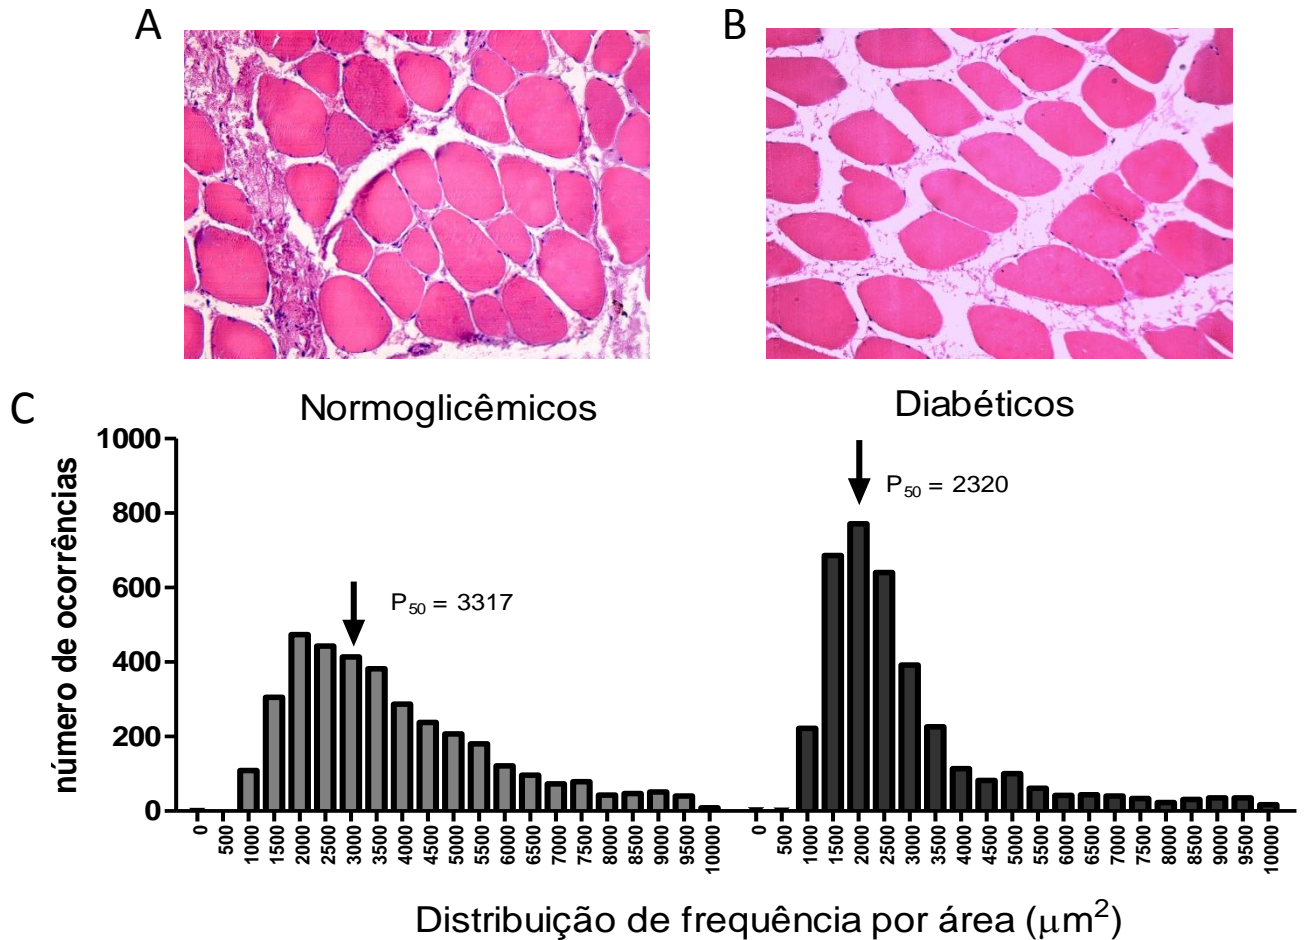 A
B
C
Normoglicêmicos
Diabéticos
número de ocorrências
1000
800
600
400
200
0
P50 = 3317
P50 = 2320
0 500 1000 1500 2000 2500 3000 3500 4000 4500 5000 5500 6000 6500 7000 7500 8000 8500 9000 9500 10000
0 500 1000 1500 2000 2500 3000 3500 4000 4500 5000 5500 6000 6500 7000 7500 8000 8500 9000 9500 10000
Distribuição de frequência por área (μm²)